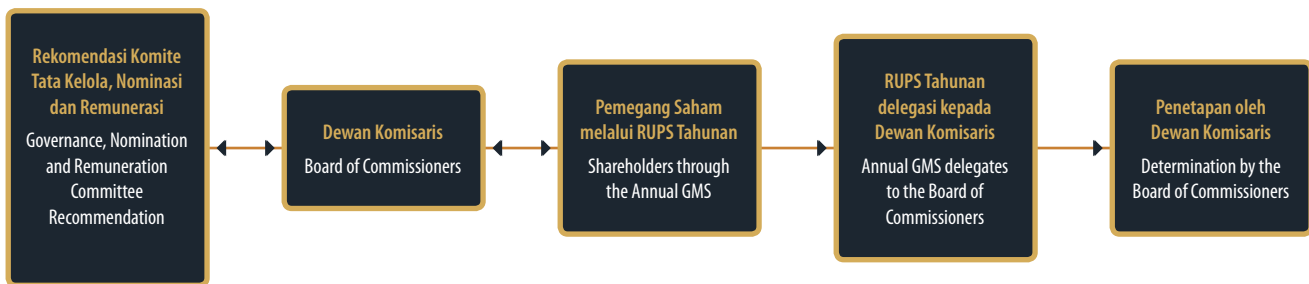 Rekomendasi Komite
Tata Kelola, Nominasi
dan Remunerasi
Governance, Nomination
and Remuneration
Committee
Recommendation
Dewan Komisaris
Board of Commissioners
Pemegang Saham
melalui RUPS Tahunan
Shareholders through
the Annual GMS
RUPS Tahunan
delegasi kepada
Dewan Komisaris
Annual GMS delegates
to the Board of
Commissioners
Penetapan oleh
Dewan Komisaris
Determination by the
Board of Commissioners